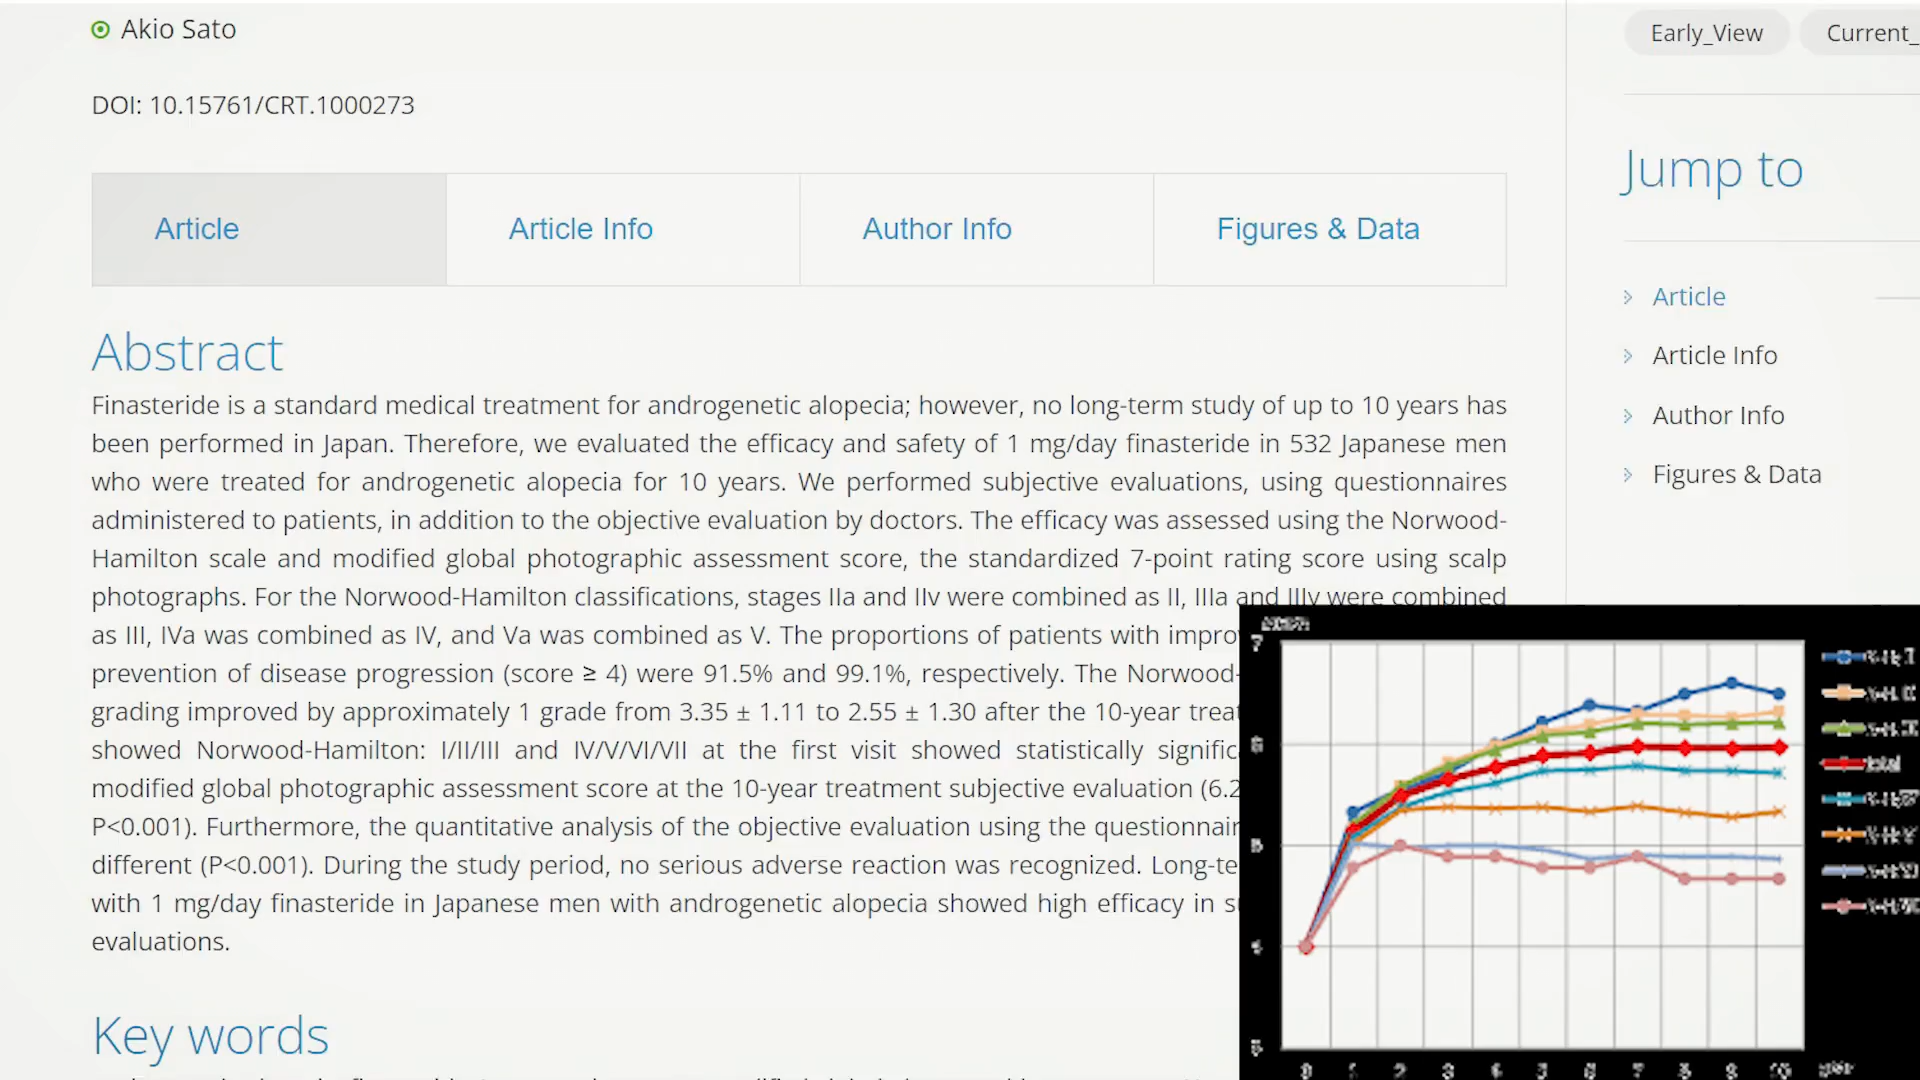 Akio Sato
Early_View
Current_
DOI: 10.15761/CRT.1000273
Article
Article Info
Author Info
Figures & Data
Jump to
Article
Article Info
Author Info
Figures & Data
Abstract
Finasteride is a standard medical treatment for androgenetic alopecia; however, no long-term study of up to 10 years has
been performed in Japan. Therefore, we evaluated the efficacy and safety of 1 mg/day finasteride in 532 Japanese men
who were treated for androgenetic alopecia for 10 years. We performed subjective evaluations, using questionnaires
administered to patients, in addition to the objective evaluation by doctors. The efficacy was assessed using the Norwood-
Hamilton scale and modified global photographic assessment score, the standardized 7-point rating score using scalp
photographs. For the Norwood-Hamilton classifications, stages IIa and IIv were combined as II, IIIa and IIIv were combined
as III, IVa was combined as IV, and Va was combined as V. The proportions of patients with improv
prevention of disease progression (score ≥ 4) were 91.5% and 99.1%, respectively. The Norwood-
grading improved by approximately 1 grade from 3.35 ± 1.11 to 2.55 ± 1.30 after the 10-year treat
showed Norwood-Hamilton: I/II/III and IV/V/VI/VII at the first visit showed statistically signific
modified global photographic assessment score at the 10-year treatment subjective evaluation (6.2
P<0.001). Furthermore, the quantitative analysis of the objective evaluation using the questionnair
different (P<0.001). During the study period, no serious adverse reaction was recognized. Long-te
with 1 mg/day finasteride in Japanese men with androgenetic alopecia showed high efficacy in su
evaluations.
total
Key words